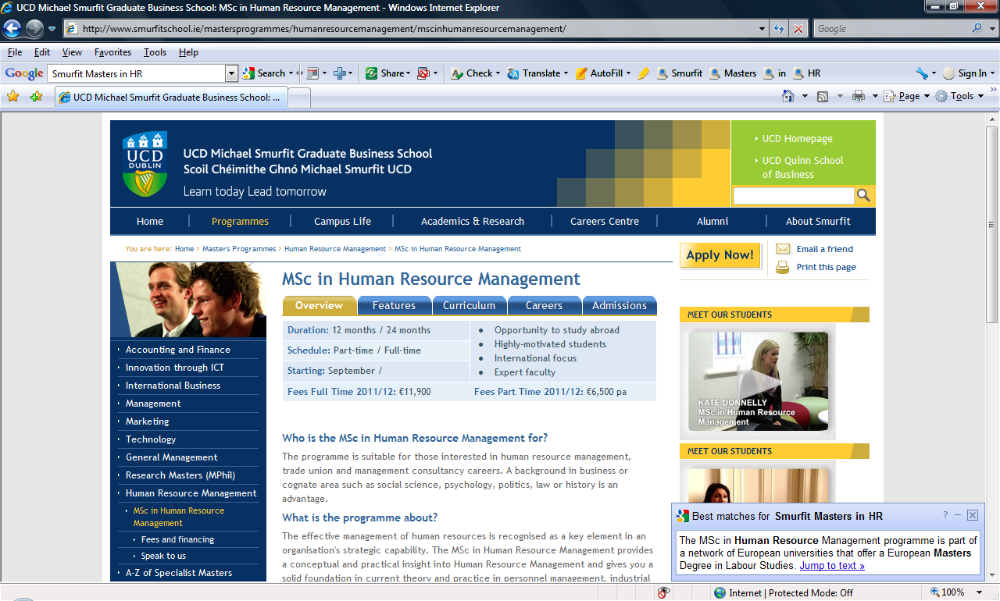 UCD Michael Smurfit Graduate Business School: MSc in Human Resource Management - Windows Internet Explorer
http://www.smurfitschool.ie/mastersprogrammes/humanresourcemanagement/mscinhumanresourcemanagement/
Google
File Edit View Favorites Tools Help
Google Smurfit Masters in HR Search Share Check Translate AutoFill Smurfit Masters in HR Sign In
UCD Michael Smurfit Graduate Business School: ...
Page Tools
UCD
DUBLIN
UCD Michael Smurfit Graduate Business School
Scoil Chéimithe Ghnó Michael Smurfit UCD
Learn today Lead tomorrow
UCD Homepage
UCD Quinn School
of Business
Home Programmes Campus Life Academics & Research Careers Centre Alumni About Smurfit
You are here: Home > Masters Programmes > Human Resource Management > MSc in Human Resource Management
Apply Now!
Email a friend
Print this page
Accounting and Finance
Innovation through ICT
International Business
Management
Marketing
Technology
General Management
Research Masters (MPhil)
Human Resource Management
MSc in Human Resource
Management
Fees and financing
Speak to us
A-Z of Specialist Masters
MSc in Human Resource Management
Overview Features Curriculum Careers Admissions
Duration: 12 months / 24 months
Schedule: Part-time / Full-time
Starting: September /
Opportunity to study abroad
Highly-motivated students
International focus
Expert faculty
Fees Full Time 2011/12: €11,900 Fees Part Time 2011/12: €6,500 pa
Who is the MSc in Human Resource Management for?
The programme is suitable for those interested in human resource management,
trade union and management consultancy careers. A background in business or
cognate area such as social science, psychology, politics, law or history is an
advantage.
What is the programme about?
The effective management of human resources is recognised as a key element in an
organisation's strategic capability. The MSc in Human Resource Management provides
a conceptual and practical insight into Human Resource Management and gives you a
solid foundation in current theory and practice in personnel management, industrial
MEET OUR STUDENTS
KATE DONNELLY
MSc in Human Resource
Management
MEET OUR STUDENTS
Best matches for Smurfit Masters in HR
?
The MSc in Human Resource Management programme is part of
a network of European universities that offer a European Masters
Degree in Labour Studies. Jump to text »
Internet | Protected Mode: Off
100%